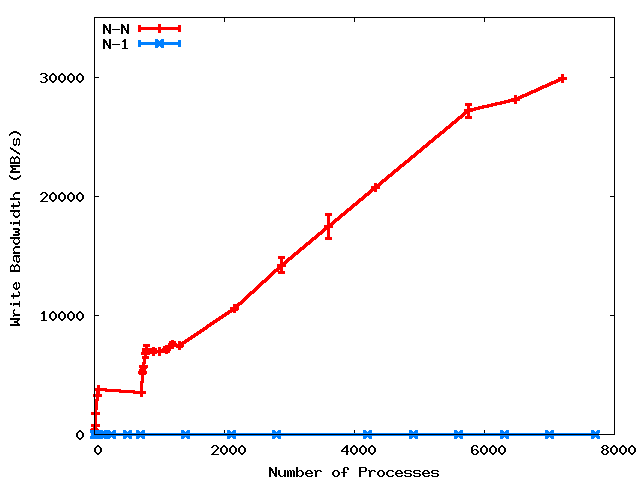 N-N
N-1
30000
20000
10000
0
Write Bandwidth (MB/s)
0 2000 4000 6000 8000
Number of Processes